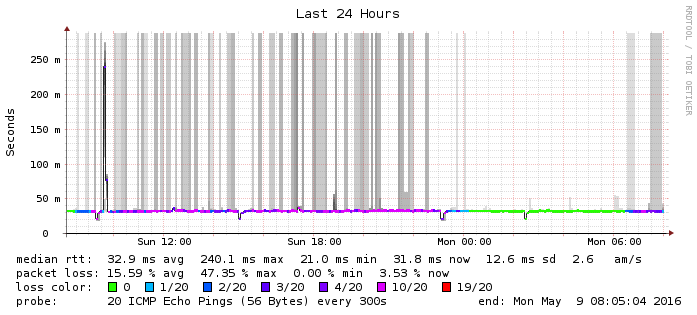 Last 24 Hours
RRDTOOL / TOBI OETIKER
Seconds
250 m
200 m
150 m
100 m
50 m
0
Sun 12:00 Sun 18:00 Mon 00:00 Mon 06:00
median rtt: 32.9 ms avg 240.1 ms max 21.0 ms min 31.8 ms now 12.6 ms sd 2.6 am/s
packet loss: 15.59 % avg 47.35 % max 0.00 % min 3.53 % now
loss color: 0 1/20 2/20 3/20 4/20 10/20 19/20
probe: 20 ICMP Echo Pings (56 Bytes) every 300s end: Mon May 9 08:05:04 2016